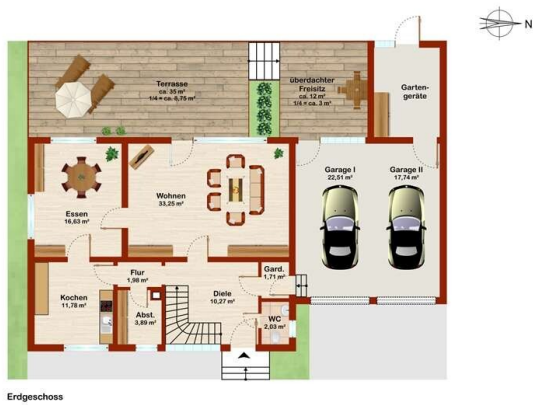 N
Terrasse
ca. 35 m²
1/4 = ca. 8,75 m²
überdachter
Freisitz
ca. 12 m²
1/4 = ca. 3 m²
Garten-
geräte
Garage I
22,51 m²
Garage II
17,74 m²
Essen
16,63 m²
Wohnen
33,25 m²
Flur
1,98 m²
Diele
10,27 m²
Gard.
1,71 m²
Kochen
11,78 m²
Abst.
3,89 m²
WC
2,03 m²
Erdgeschoss